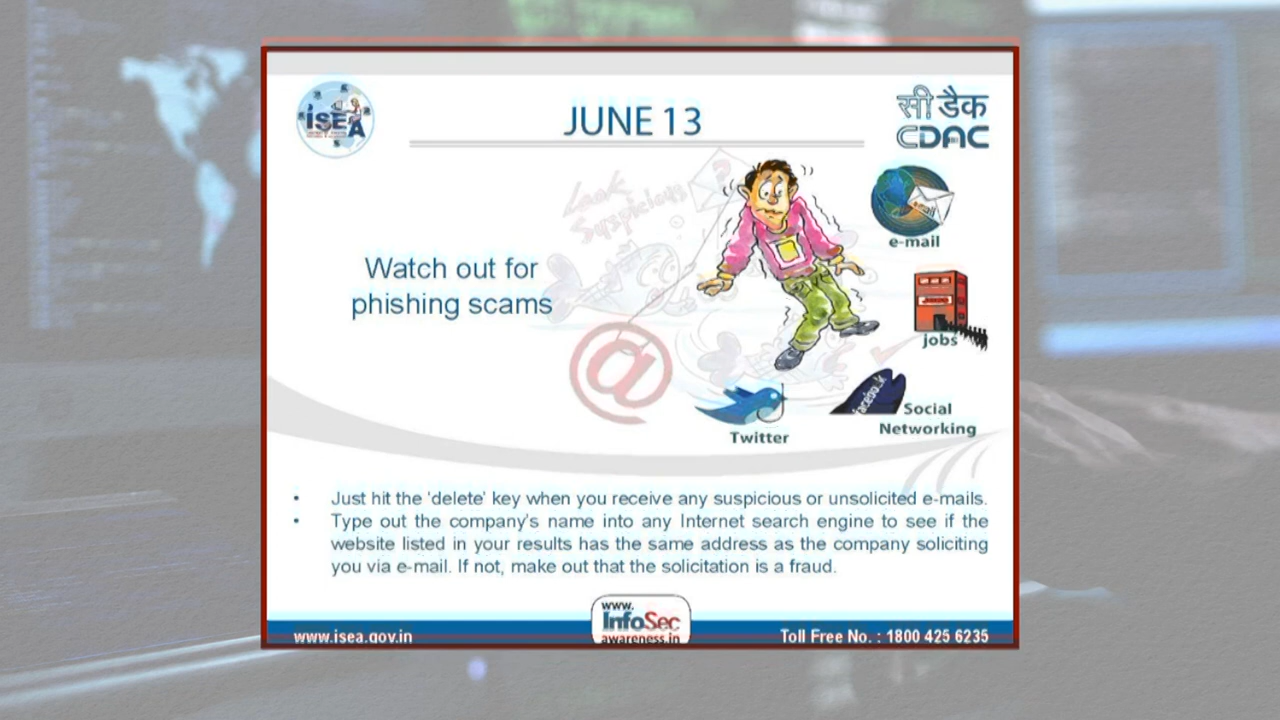 ISEA
JUNE 13
सी डैक
CDAC
Look
Suspicious
?
e-mail
Watch out for
phishing scams
jobs
@
facebook
Social
Networking
Twitter
• Just hit the 'delete' key when you receive any suspicious or unsolicited e-mails.
• Type out the company's name into any Internet search engine to see if the
website listed in your results has the same address as the company soliciting
you via e-mail. If not, make out that the solicitation is a fraud.
www.
InfoSec
awareness.in
www.isea.gov.in
Toll Free No. : 1800 425 6235